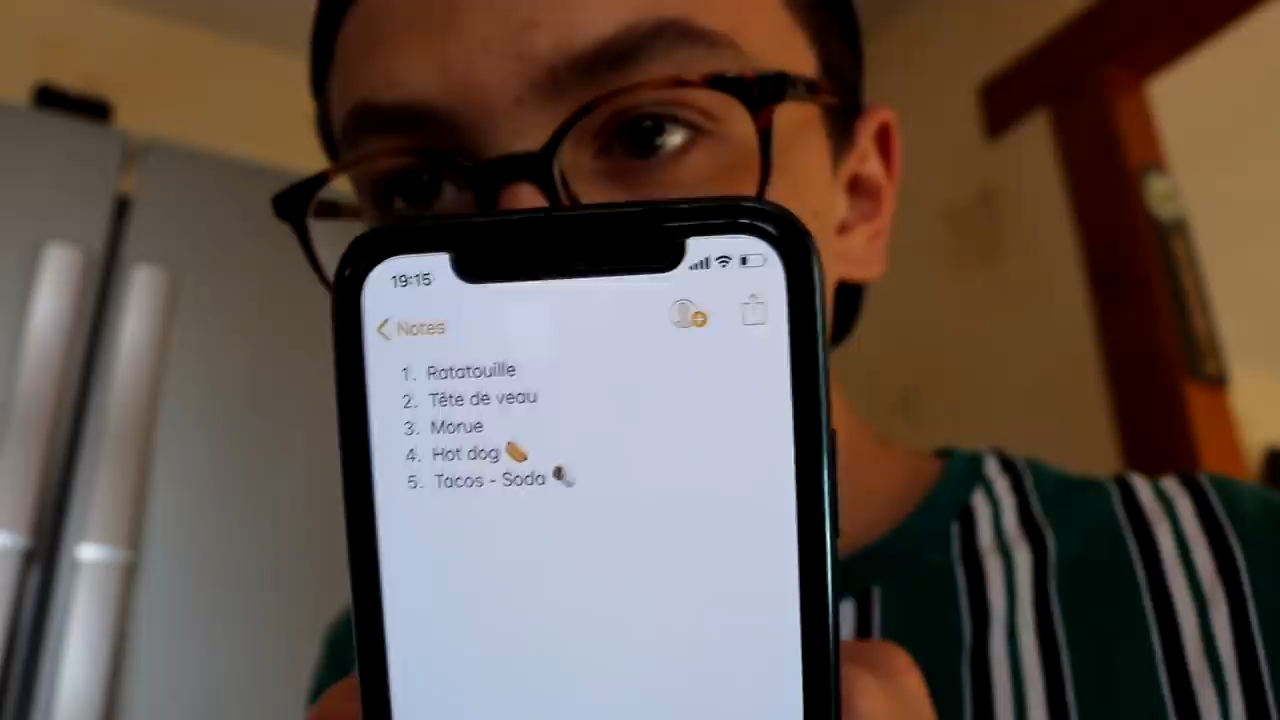 19:15
Notes
1. Ratatouille
2. Tête de veau
3. Morue
4. Hot dog 🌭
5. Tacos - Soda 🥄